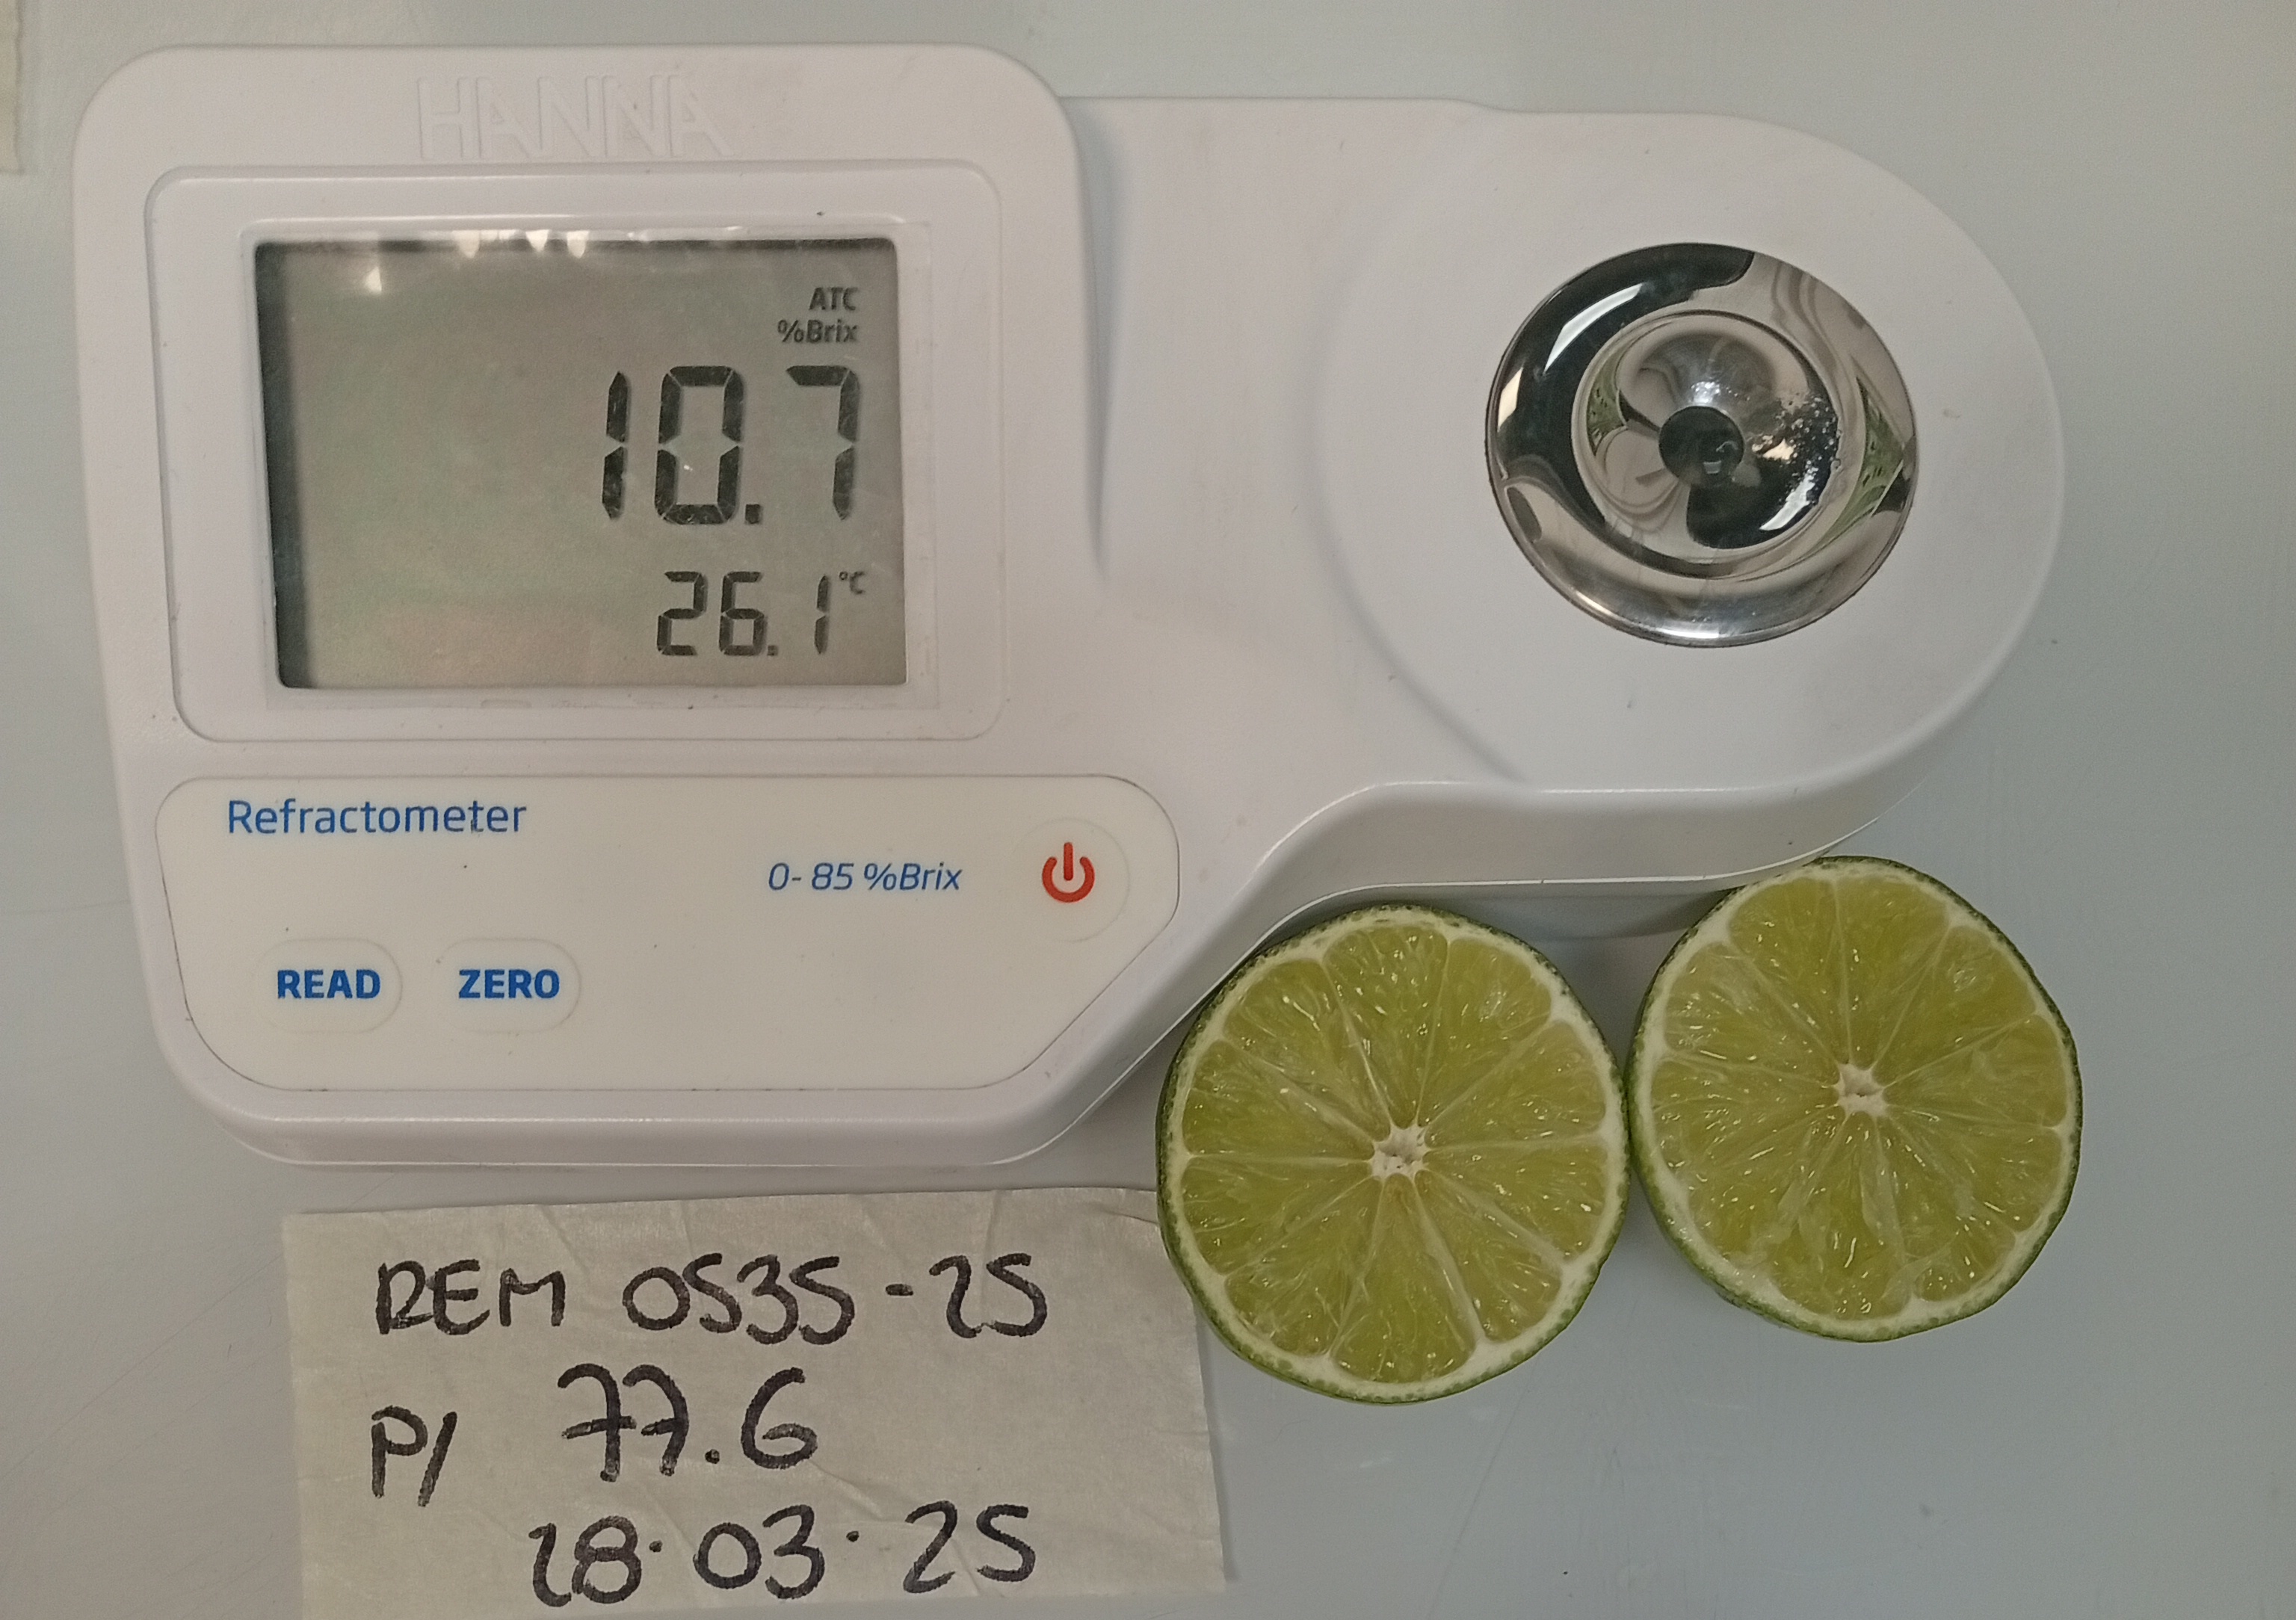 HANNA
ATC
%Brix
10.7
26.1 °C
Refractometer
0- 85 %Brix
READ ZERO
REM 0535-25
P/ 77.6
28.03.25